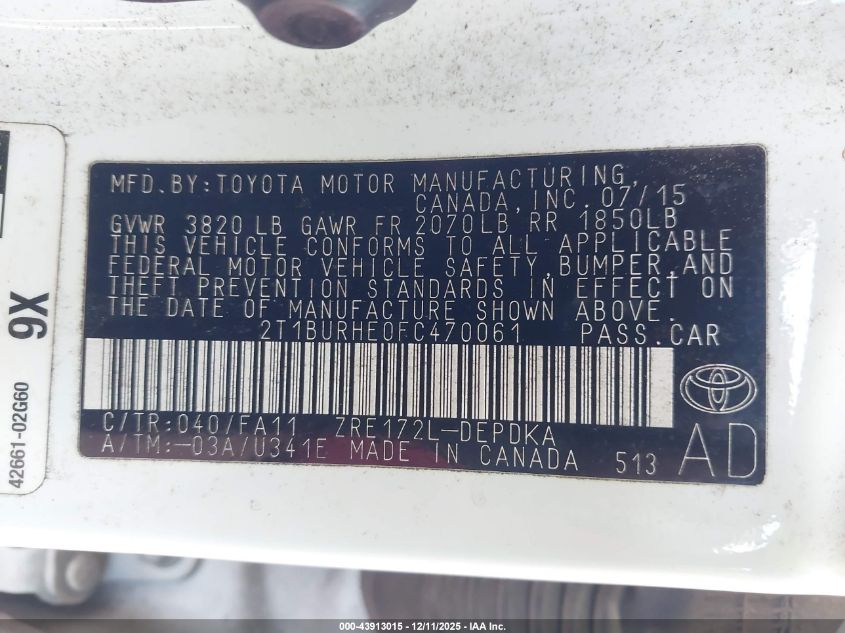 MFD. BY: TOYOTA MOTOR MANUFACTURING,
CANADA, INC. 07/15
GVWR 3820 LB GAWR FR 2070LB RR 1850LB
THIS VEHICLE CONFORMS TO ALL APPLICABLE
FEDERAL MOTOR VEHICLE SAFETY, BUMPER, AND
THEFT PREVENTION STANDARDS IN EFFECT ON
THE DATE OF MANUFACTURE SHOWN ABOVE.
2T1BURHE0FC470061 PASS. CAR
C/TR: 040/FA11 ZRE172L-DEPDKA
A/TM: -03A/U341E MADE IN CANADA 513
AD
9X
42661-02G60
000-43913015 - 12/11/2025 - IAA Inc.